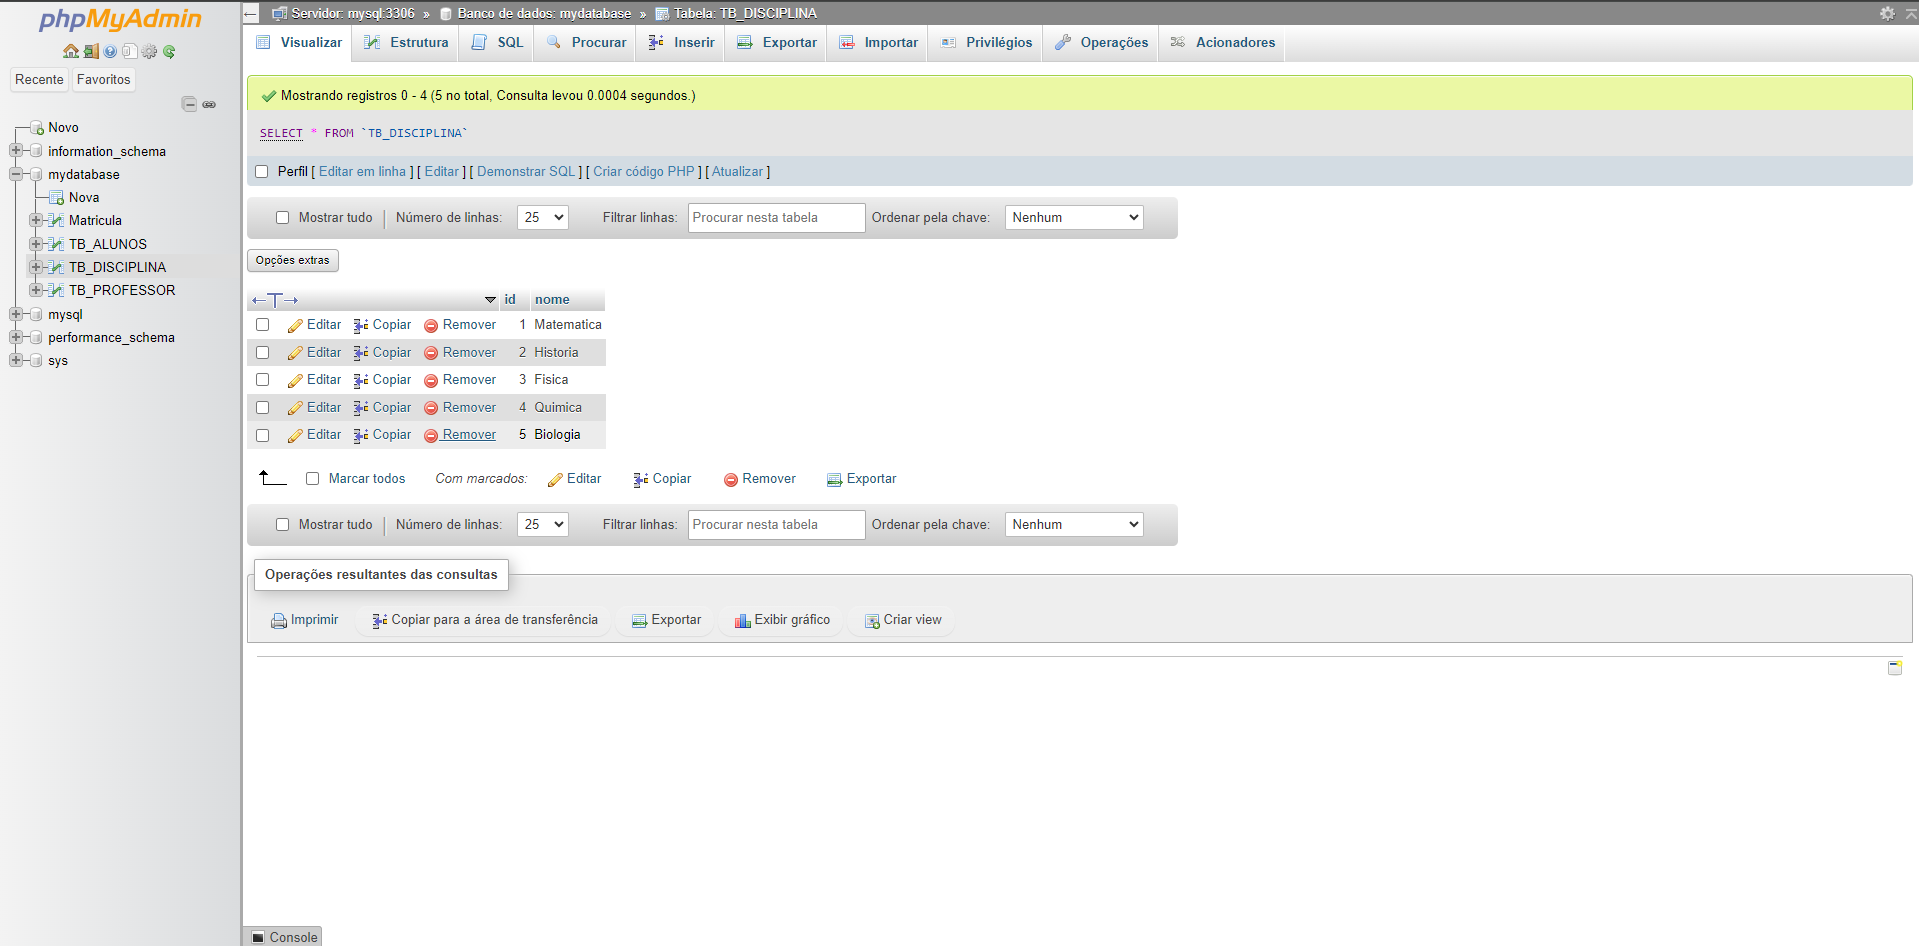 phpMyAdmin
Recente Favoritos
Novo
information_schema
mydatabase
Nova
Matricula
TB_ALUNOS
TB_DISCIPLINA
TB_PROFESSOR
mysql
performance_schema
sys
Servidor: mysql:3306 » Banco de dados: mydatabase » Tabela: TB_DISCIPLINA
Visualizar Estrutura SQL Procurar Inserir Exportar Importar Privilégios Operações Acionadores
Mostrando registros 0 - 4 (5 no total, Consulta levou 0.0004 segundos.)
SELECT * FROM `TB_DISCIPLINA`
Perfil [ Editar em linha ] [ Editar ] [ Demonstrar SQL ] [ Criar código PHP ] [ Atualizar ]
Mostrar tudo Número de linhas: 25 Filtrar linhas: Procurar nesta tabela Ordenar pela chave: Nenhum
Opções extras
←T→ id nome
Editar Copiar Remover 1 Matematica
Editar Copiar Remover 2 Historia
Editar Copiar Remover 3 Fisica
Editar Copiar Remover 4 Quimica
Editar Copiar Remover 5 Biologia
Marcar todos Com marcados: Editar Copiar Remover Exportar
Mostrar tudo Número de linhas: 25 Filtrar linhas: Procurar nesta tabela Ordenar pela chave: Nenhum
Operações resultantes das consultas
Imprimir Copiar para a área de transferência Exportar Exibir gráfico Criar view
Console